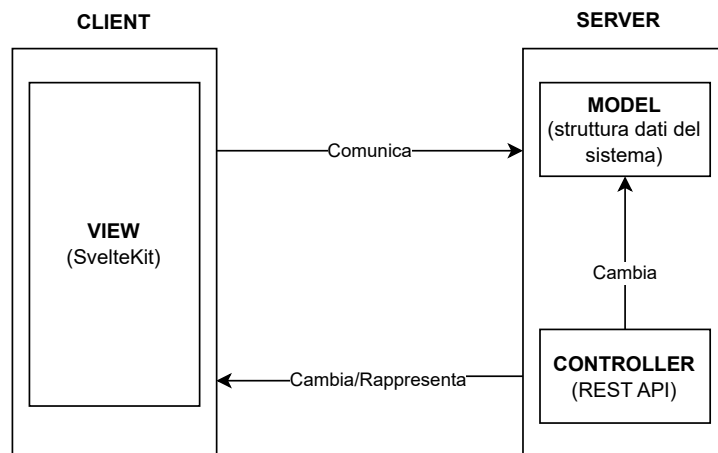 CLIENT
SERVER
MODEL
(struttura dati del
sistema)
Comunica
VIEW
(SvelteKit)
Cambia
Cambia/Rappresenta
CONTROLLER
(REST API)